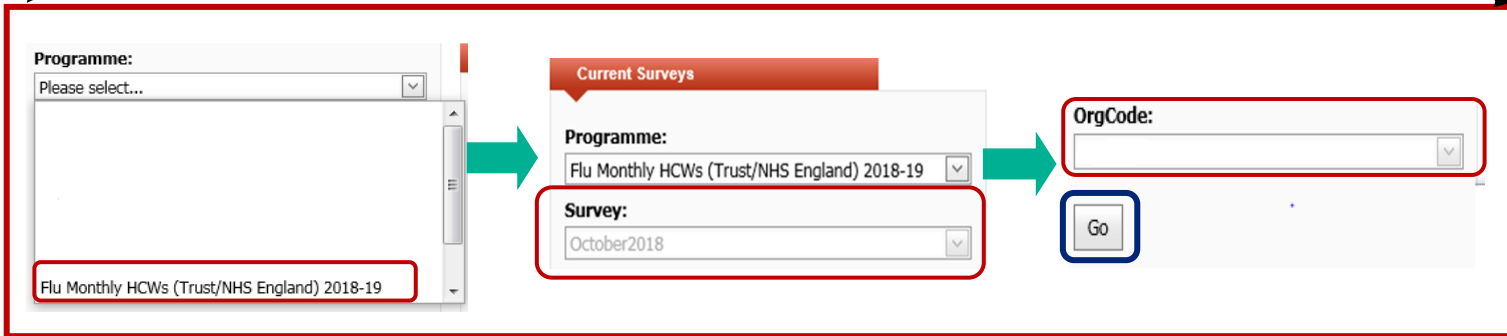 Programme:
Please select...
Flu Monthly HCWs (Trust/NHS England) 2018-19
Current Surveys
Programme:
Flu Monthly HCWs (Trust/NHS England) 2018-19
Survey:
October2018
OrgCode:
Go